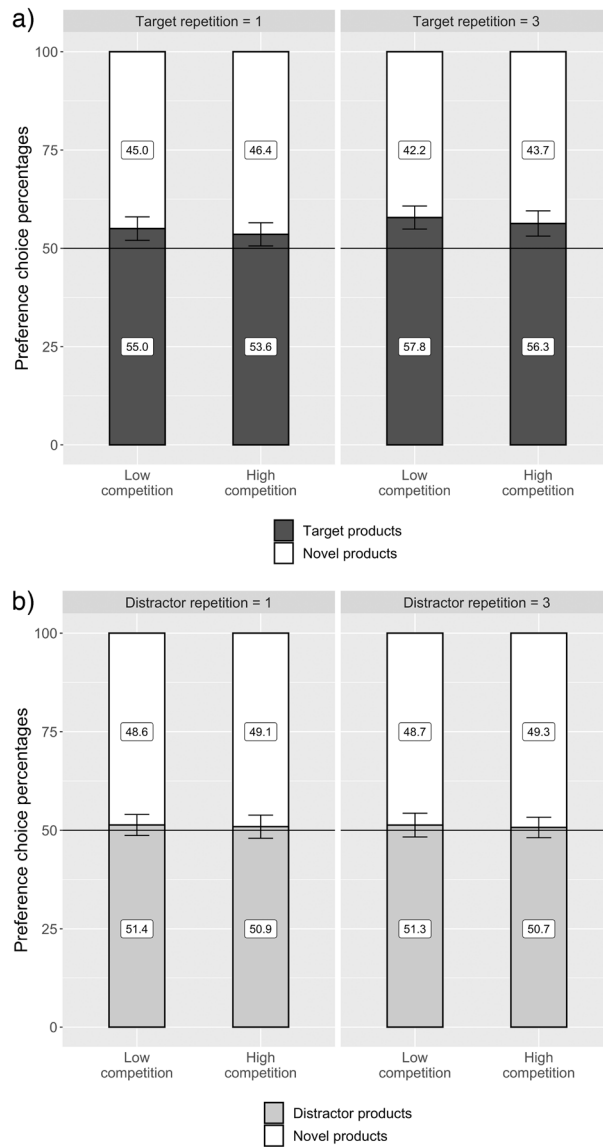 a)
Target repetition = 1
Target repetition = 3
Preference choice percentages
100
75
50
25
0
45.0
46.4
42.2
43.7
55.0
53.6
57.8
56.3
Low
competition
High
competition
Low
competition
High
competition
Target products
Novel products
b)
Distractor repetition = 1
Distractor repetition = 3
Preference choice percentages
100
75
50
25
0
48.6
49.1
48.7
49.3
51.4
50.9
51.3
50.7
Low
competition
High
competition
Low
competition
High
competition
Distractor products
Novel products